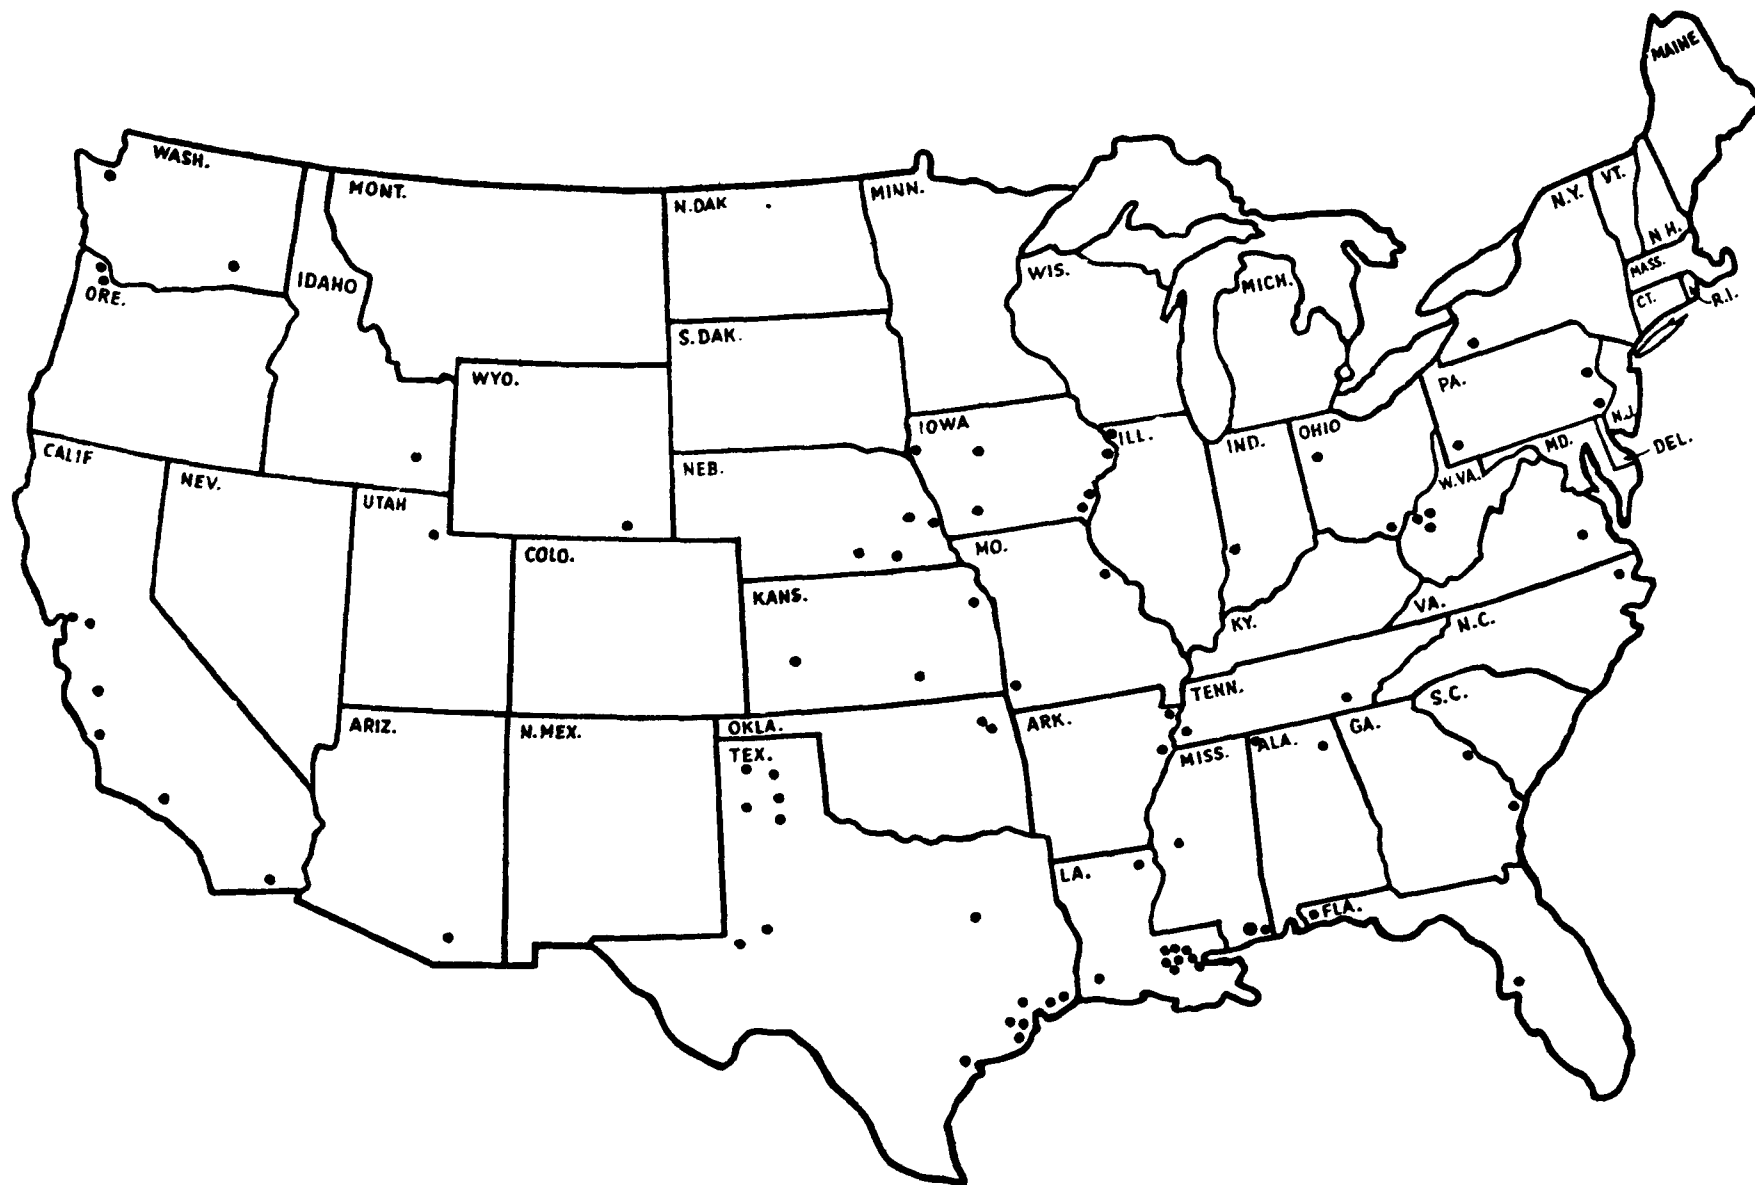 MAINE
WASH.
MONT.
N.DAK
MINN.
N.Y.
VT.
N H.
MASS.
CT.
R.I.
WIS.
MICH.
IDAHO
ORE.
S.DAK.
WYO.
PA.
N.J.
IOWA
ILL.
IND.
OHIO
MD.
DEL.
CALIF
NEV.
UTAH
NEB.
W.VA.
COLO.
MO.
KANS.
KY.
VA.
N.C.
TENN.
S.C.
ARIZ.
N.MEX.
OKLA.
ARK.
GA.
TEX.
MISS.
ALA.
LA.
FLA.